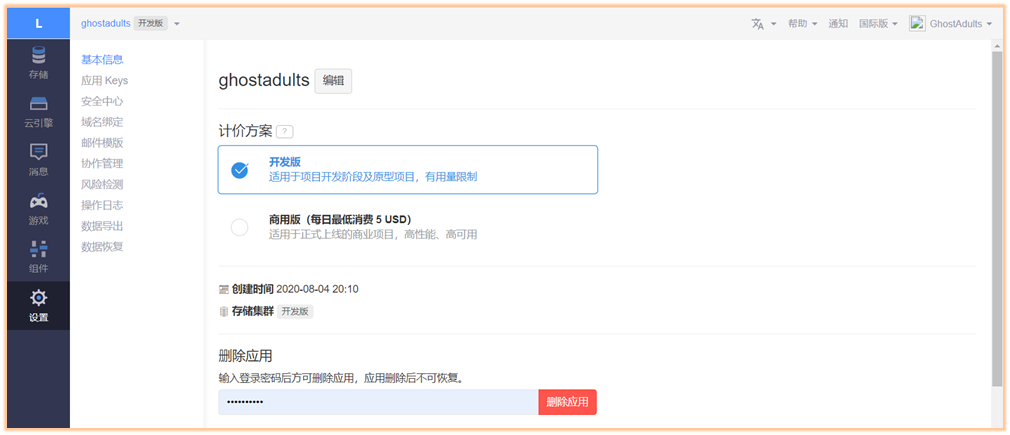 L
ghostadults 开发版
帮助 通知 国际版 GhostAdults
存储
云引擎
消息
游戏
组件
设置
基本信息
应用 Keys
安全中心
域名绑定
邮件模版
协作管理
风险检测
操作日志
数据导出
数据恢复
ghostadults 编辑
计价方案 ?
开发版
适用于项目开发阶段及原型项目，有用量限制
商用版（每日最低消费 5 USD）
适用于正式上线的商业项目，高性能、高可用
创建时间 2020-08-04 20:10
存储集群 开发版
删除应用
输入登录密码后方可删除应用，应用删除后不可恢复。
•••••••••• 删除应用